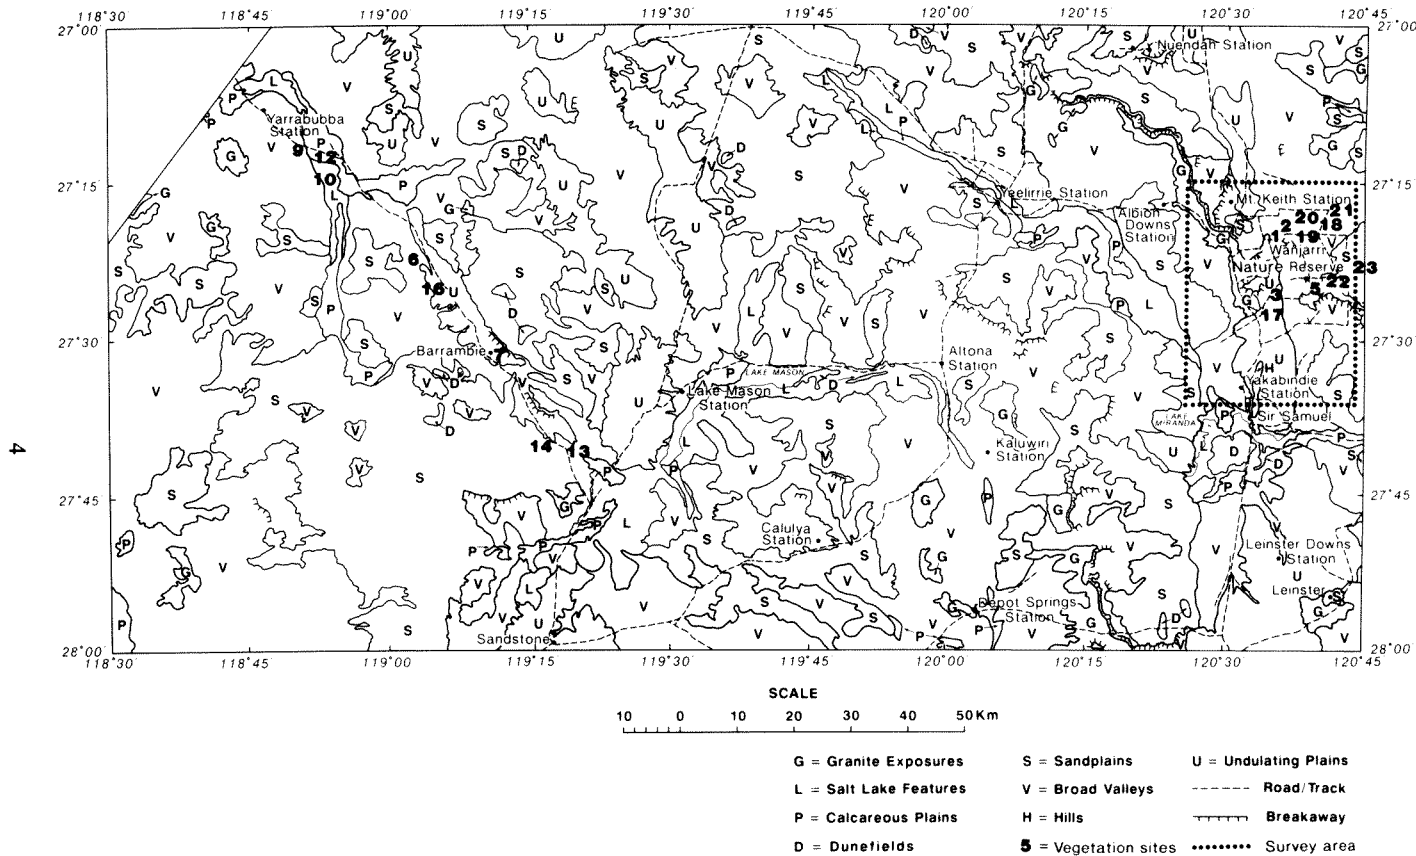 118°30' 118°45' 119°00' 119°15' 119°30' 119°45' 120°00' 120°15' 120°30' 120°45'
27°00' 27°00'
27°15' 27°15'
27°30' 27°30'
27°45' 27°45'
28°00' 28°00'
118°30' 118°45' 119°00' 119°15' 119°30' 119°45' 120°00' 120°15' 120°30' 120°45'
Nuendah Station
Yarrabubba
Station
9 12
10
Yeelirrie Station
Albion
Downs
Station
Mt. Keith Station
20 21
1 2 19 18
Wanjarri
Nature Reserve 23
3 5 22
17
6
16
Barrambie 7
LAKE MASON
Lake Mason
Station
Altona
Station
Yakabindie
Station
LAKE
MIRANDA
Sir Samuel
Kaluwiri
Station
14 13
Calulya
Station
Leinster Downs
Station
Leinster
Depot Springs
Station
Sandstone
4
SCALE
10 0 10 20 30 40 50 Km
G = Granite Exposures S = Sandplains U = Undulating Plains
L = Salt Lake Features V = Broad Valleys Road/Track
P = Calcareous Plains H = Hills Breakaway
D = Dunefields 5 = Vegetation sites Survey area